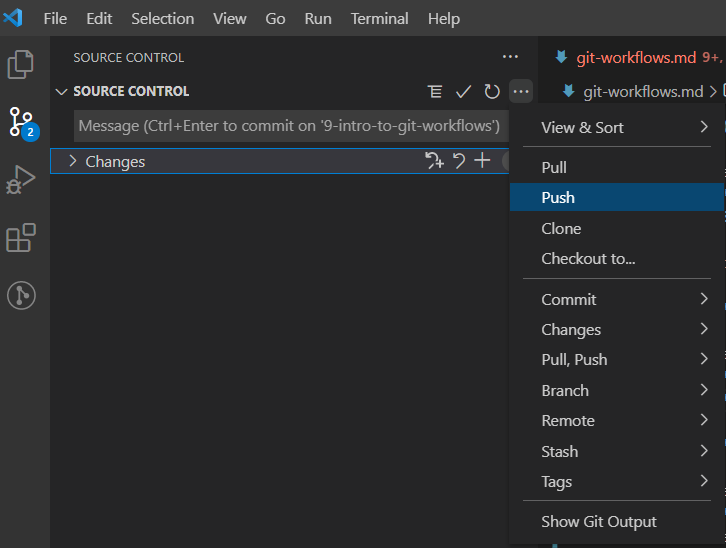 File Edit Selection View Go Run Terminal Help
SOURCE CONTROL
git-workflows.md 9+,
SOURCE CONTROL
git-workflows.md
Message (Ctrl+Enter to commit on '9-intro-to-git-workflows')
2
Changes
View & Sort
Pull
Push
Clone
Checkout to...
Commit
Changes
Pull, Push
Branch
Remote
Stash
Tags
Show Git Output